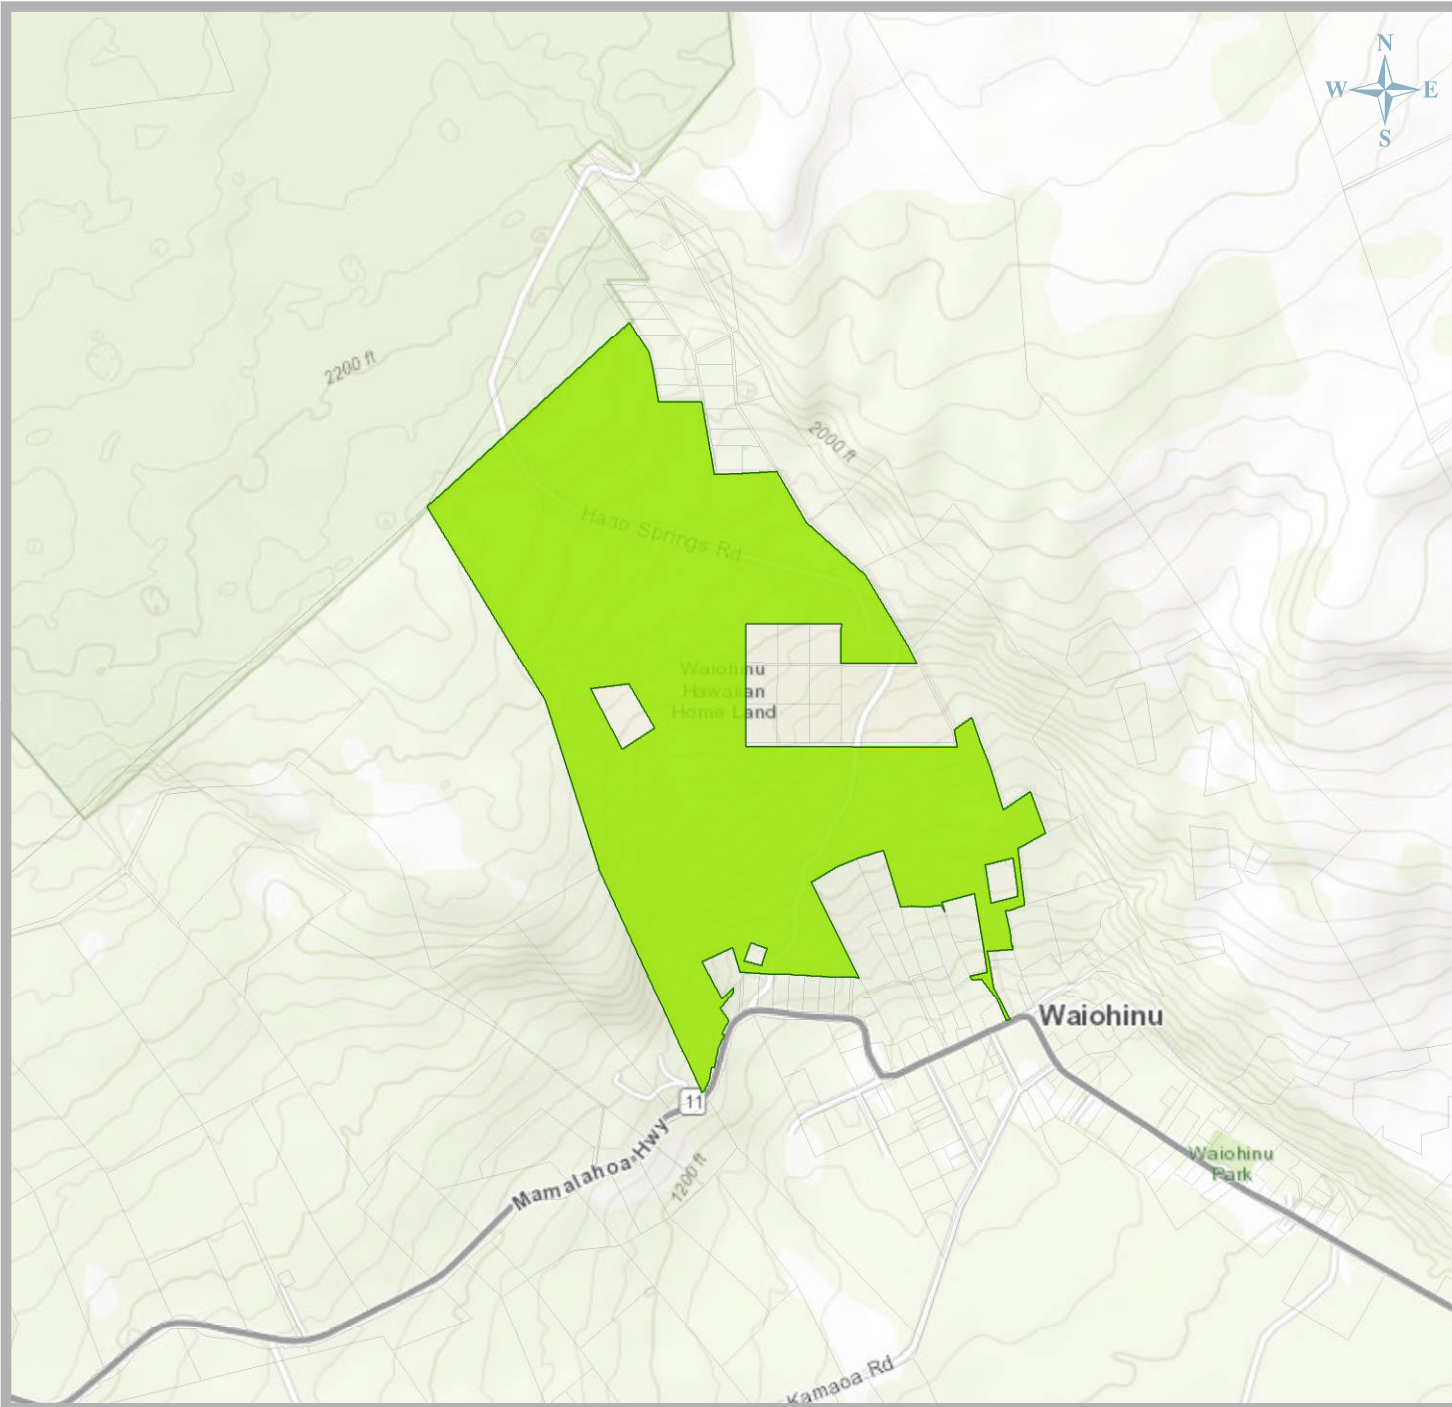 N
W E
S
2200 ft
2000 ft
Haao Springs Rd
Waiohinu
Hawaiian
Home Land
Waiohinu
11
Mamalahoa Hwy
1200 ft
Waiohinu
Park
Kamaoa Rd